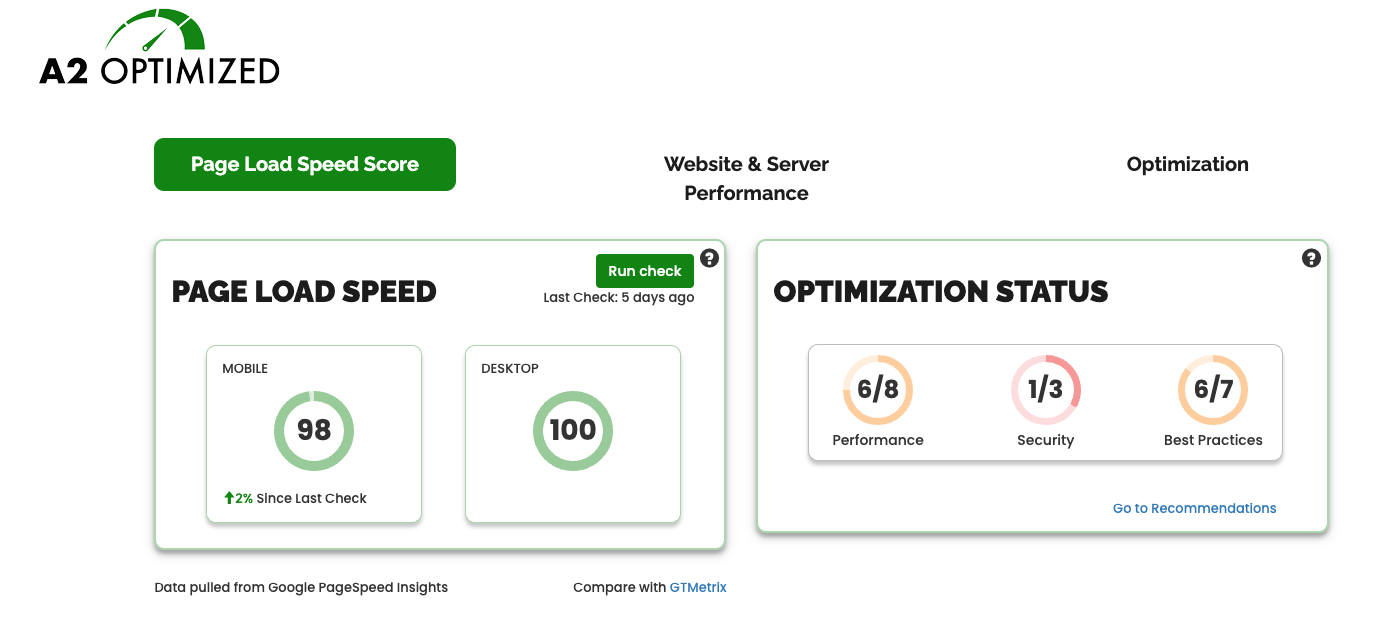 A2 OPTIMIZED
Page Load Speed Score
Website & Server
Performance
Optimization
PAGE LOAD SPEED
Run check
?
Last Check: 5 days ago
MOBILE
98
2% Since Last Check
DESKTOP
100
OPTIMIZATION STATUS
?
6/8
Performance
1/3
Security
6/7
Best Practices
Go to Recommendations
Data pulled from Google PageSpeed Insights
Compare with GTMetrix